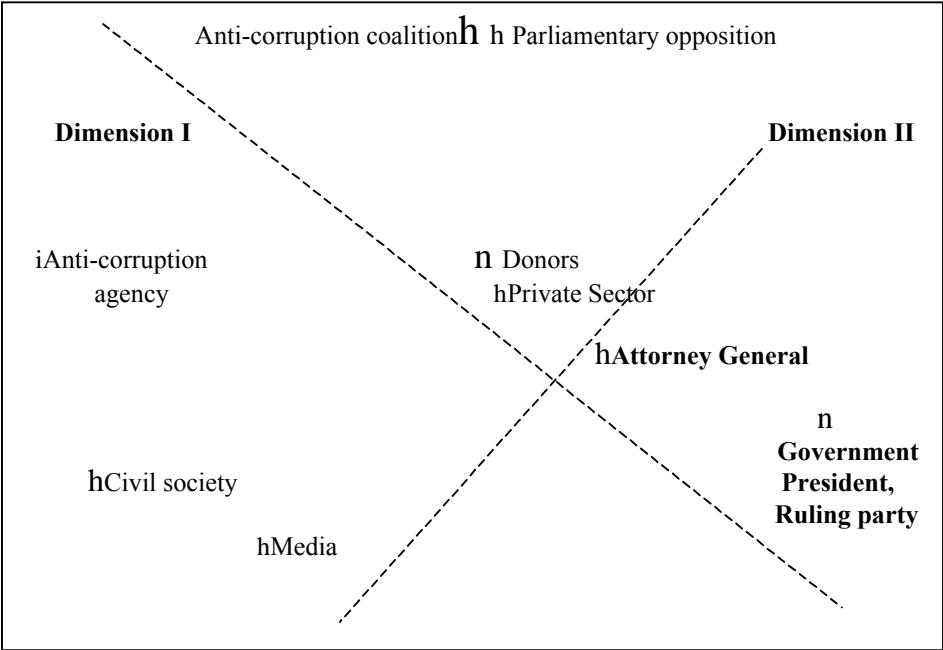 Anti-corruption coalitionh h Parliamentary opposition
Dimension I
Dimension II
iAnti-corruption
agency
n Donors
hPrivate Sector
hAttorney General
n
Government
President,
Ruling party
hCivil society
hMedia